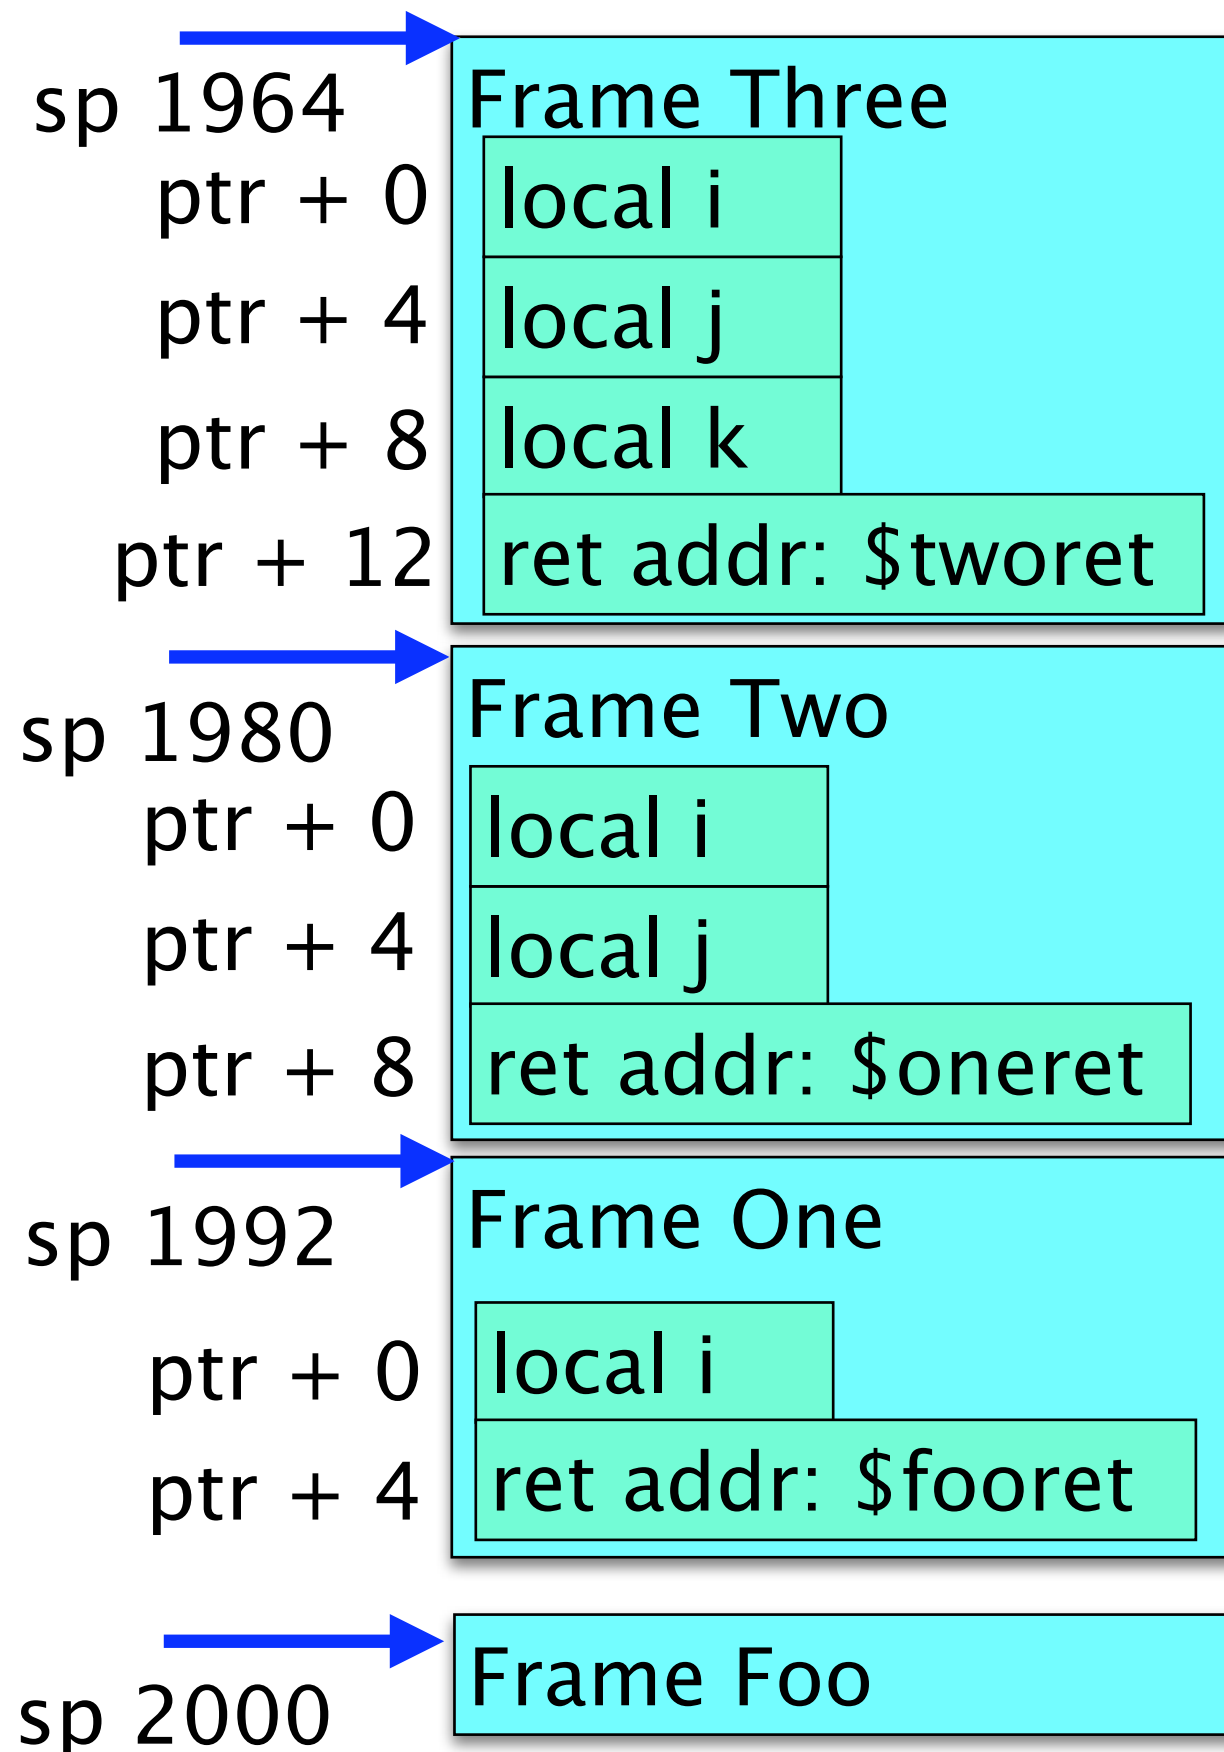 sp 1964 Frame Three
ptr + 0 local i
ptr + 4 local j
ptr + 8 local k
ptr + 12 ret addr: $tworet
sp 1980 Frame Two
ptr + 0 local i
ptr + 4 local j
ptr + 8 ret addr: $oneret
sp 1992 Frame One
ptr + 0 local i
ptr + 4 ret addr: $fooret
sp 2000 Frame Foo